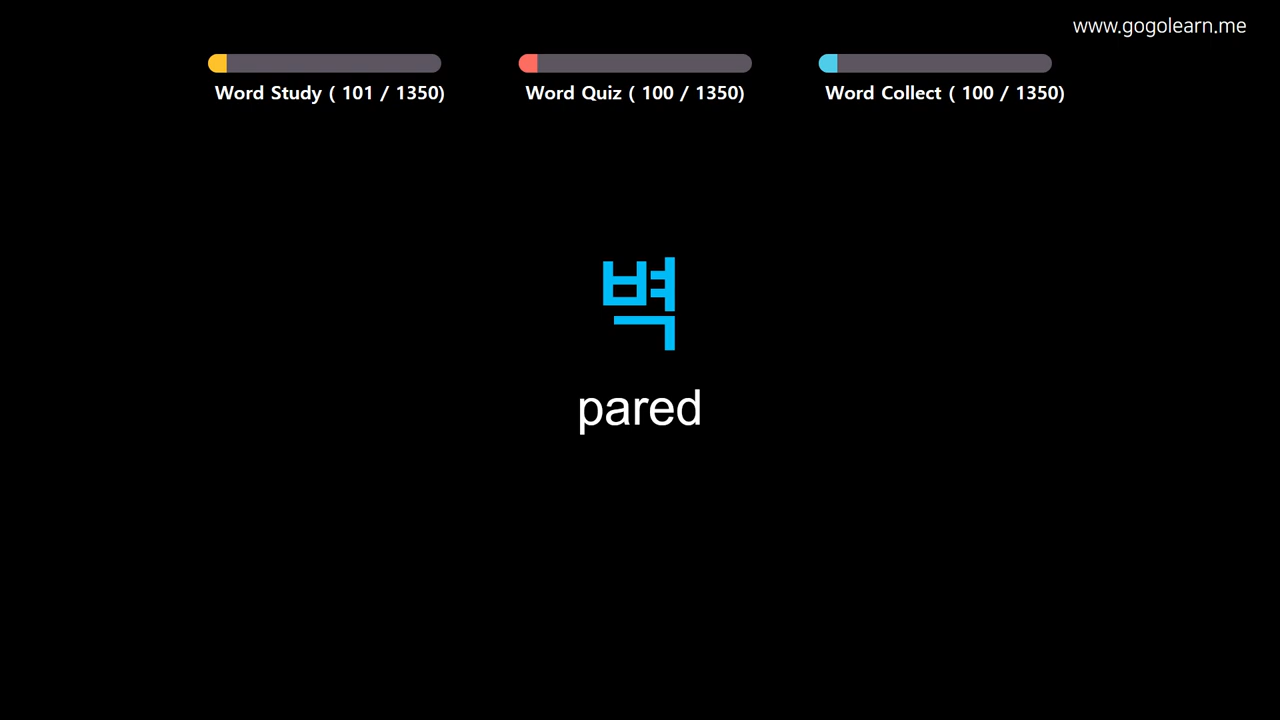 www.gogolearn.me
Word Study ( 101 / 1350)
Word Quiz ( 100 / 1350)
Word Collect ( 100 / 1350)
벽
pared